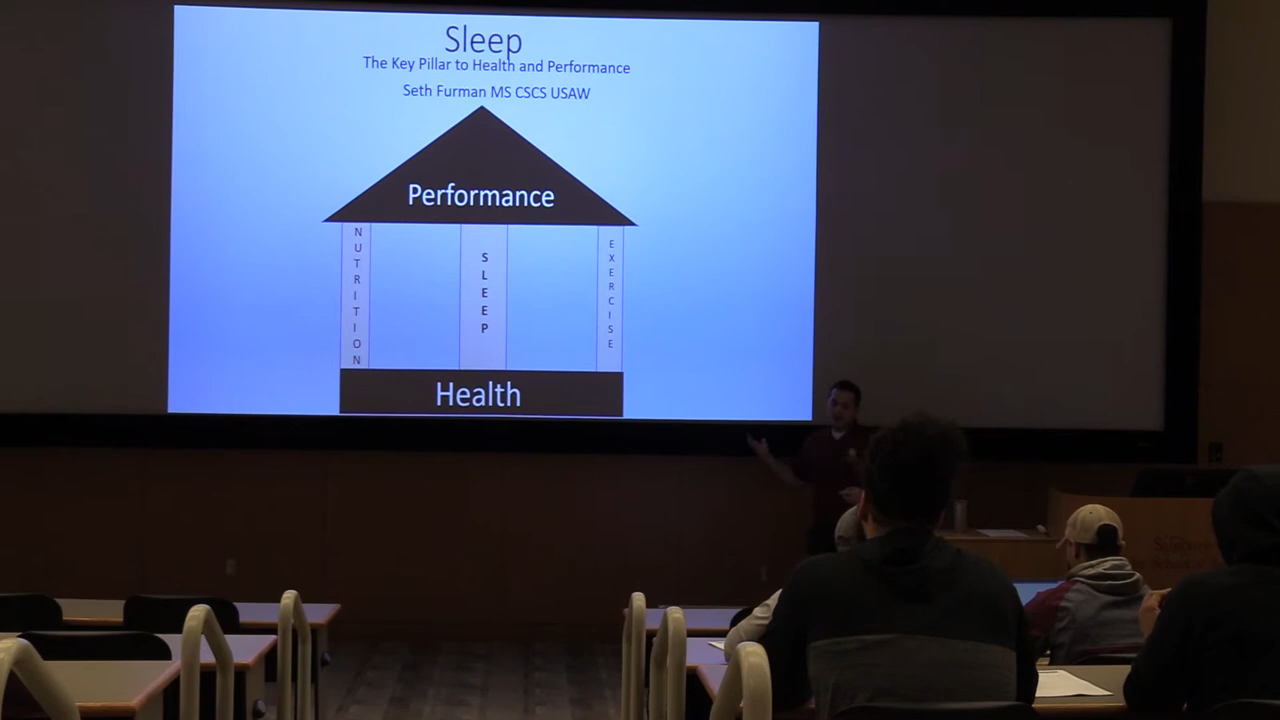 Sleep
The Key Pillar to Health and Performance
Seth Furman MS CSCS USAW
Performance
NUTRITION
SLEEP
EXERCISE
Health